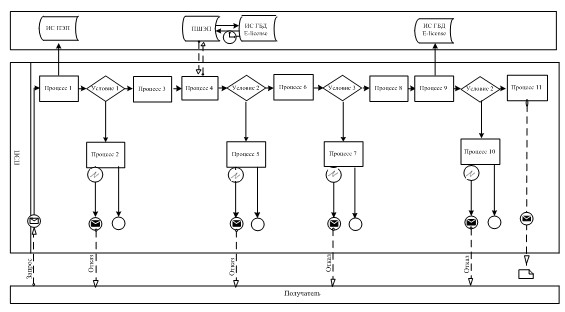 ИС ПЭП
ПШЭП
ИС ГБД
E-license
ИС ГБД
E-license
ПЭП
Процесс 1
Условие 1
Процесс 3
Процесс 4
Условие 2
Процесс 6
Условие 3
Процесс 8
Процесс 9
Условие 2
Процесс 11
Процесс 2
Процесс 5
Процесс 7
Процесс 10
Запрос
Отказ
Отказ
Отказ
Отказ
Получатель